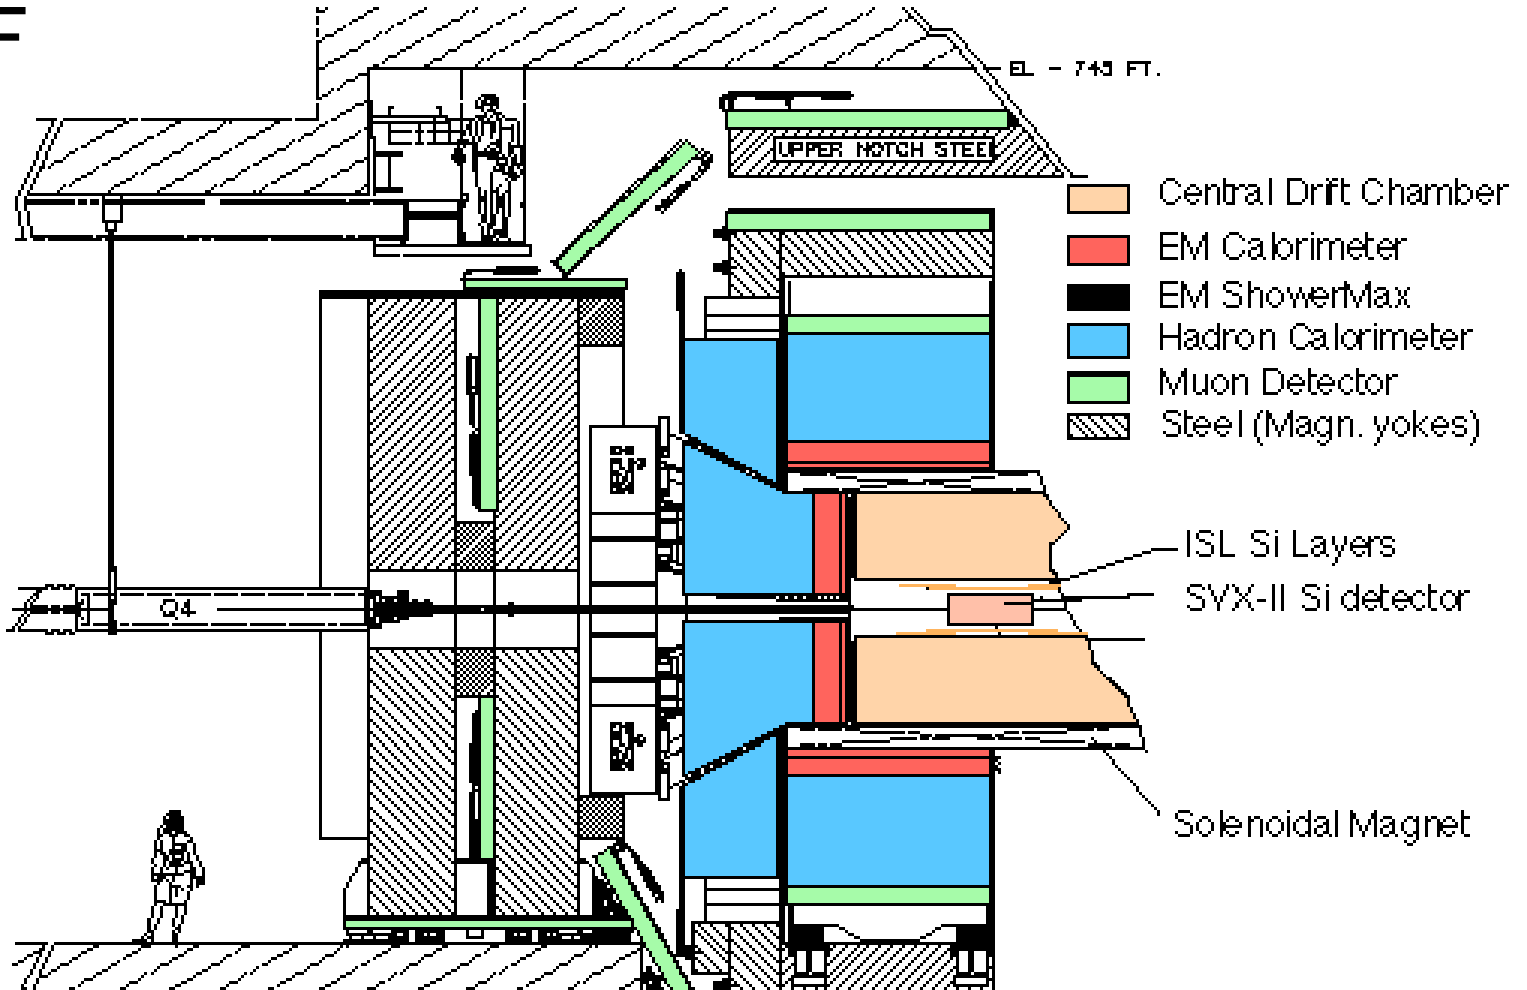 EL - 745 FT.
UPPER NOTCH STEEL
Central Drift Chamber
EM Calorimeter
EM ShowerMax
Hadron Calorimeter
Muon Detector
Steel (Magn. yokes)
ISL Si Layers
SVX-II Si detector
Q4
Solenoidal Magnet